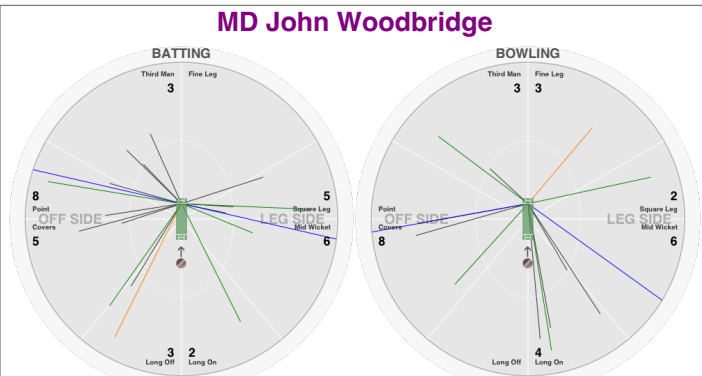 MD John Woodbridge
BATTING
Third Man Fine Leg
3
8
Point
OFF SIDE
Covers
5
5
Square Leg
LEG SIDE
Mid Wicket
6
3 2
Long Off Long On
BOWLING
Third Man Fine Leg
3 3
Point
OFF SIDE
Covers
8
2
Square Leg
LEG SIDE
Mid Wicket
6
4
Long Off Long On